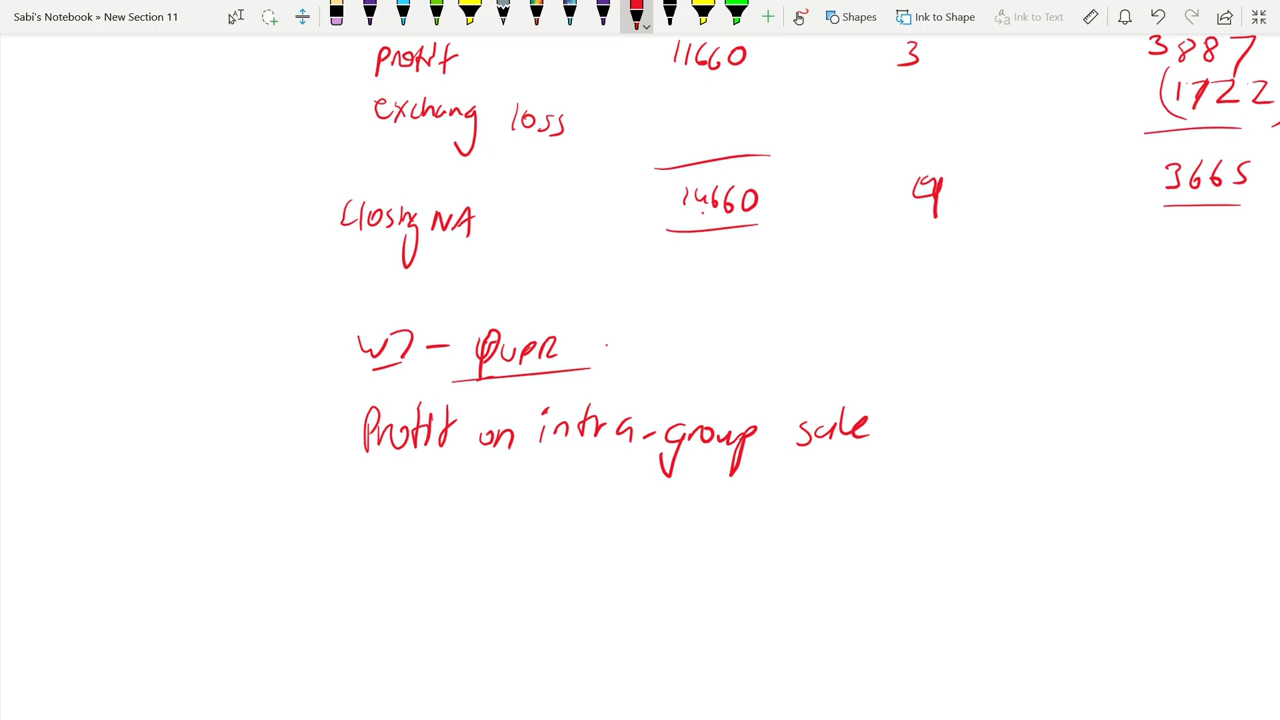 Sabi's Notebook » New Section 11
Shapes Ink to Shape Ink to Text
profit 11660 3 3887
exchang loss (1722)
Closing NA 14660 4 3665
W7 - PUPR
Profit on intra-group sale